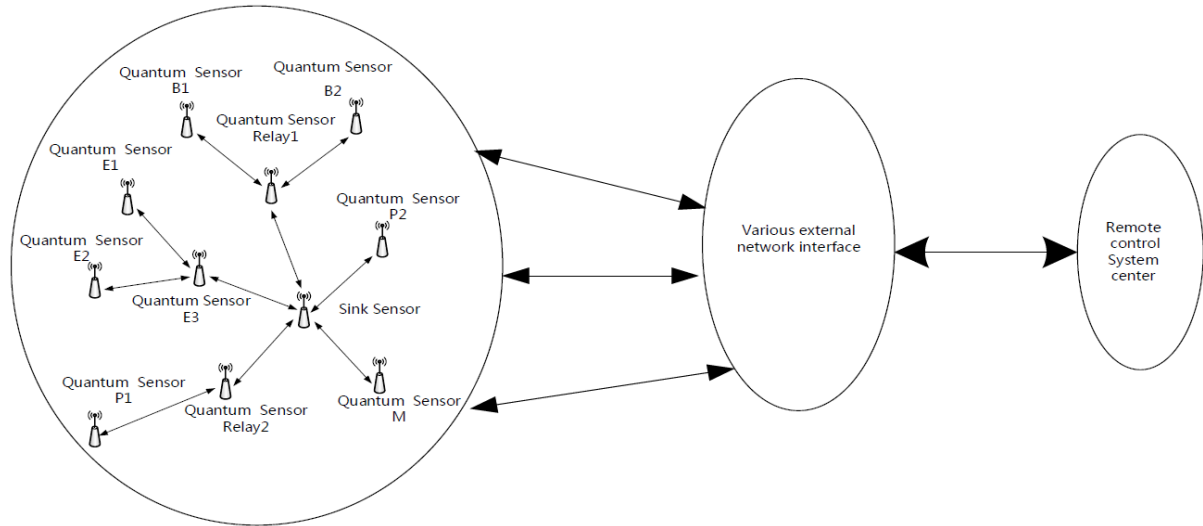 Quantum Sensor
B1
Quantum Sensor
B2
Quantum Sensor
Relay1
Quantum Sensor
E1
Quantum Sensor
P2
Quantum Sensor
E2
Quantum Sensor
E3
Sink Sensor
Quantum Sensor
P1
Quantum Sensor
Relay2
Quantum Sensor
M
Various external
network interface
Remote
control
System
center